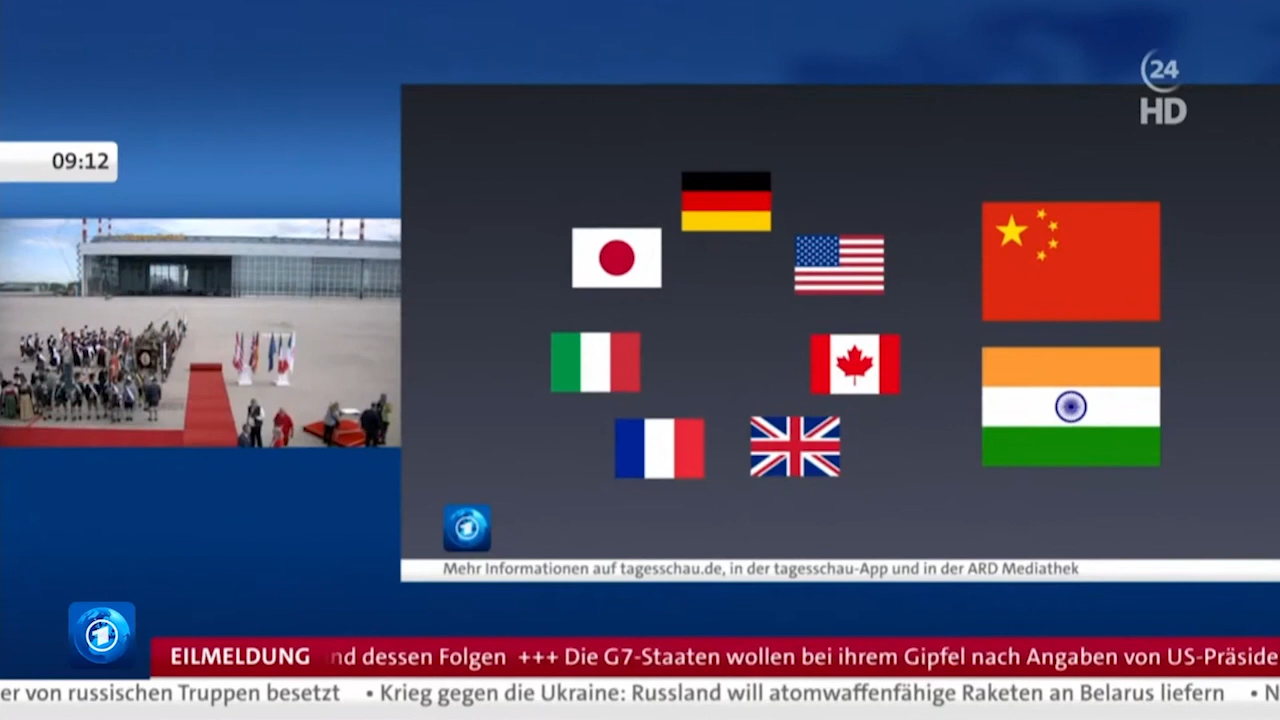 24
HD
09:12
Mehr Informationen auf tagesschau.de, in der tagesschau-App und in der ARD Mediathek
EILMELDUNG nd dessen Folgen +++ Die G7-Staaten wollen bei ihrem Gipfel nach Angaben von US-Präside
er von russischen Truppen besetzt • Krieg gegen die Ukraine: Russland will atomwaffenfähige Raketen an Belarus liefern • N